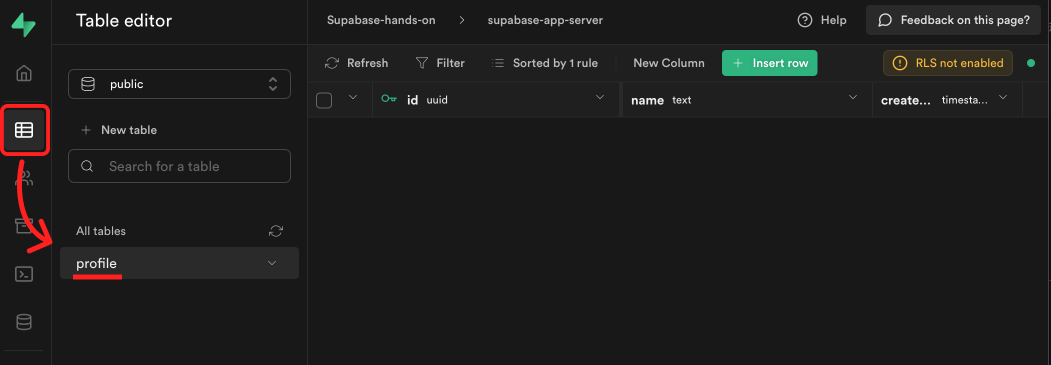 Table editor
Supabase-hands-on > supabase-app-server
Help
Feedback on this page?
public
Refresh
Filter
Sorted by 1 rule
New Column
+ Insert row
RLS not enabled
id uuid
name text
create... timesta...
+ New table
Search for a table
All tables
profile